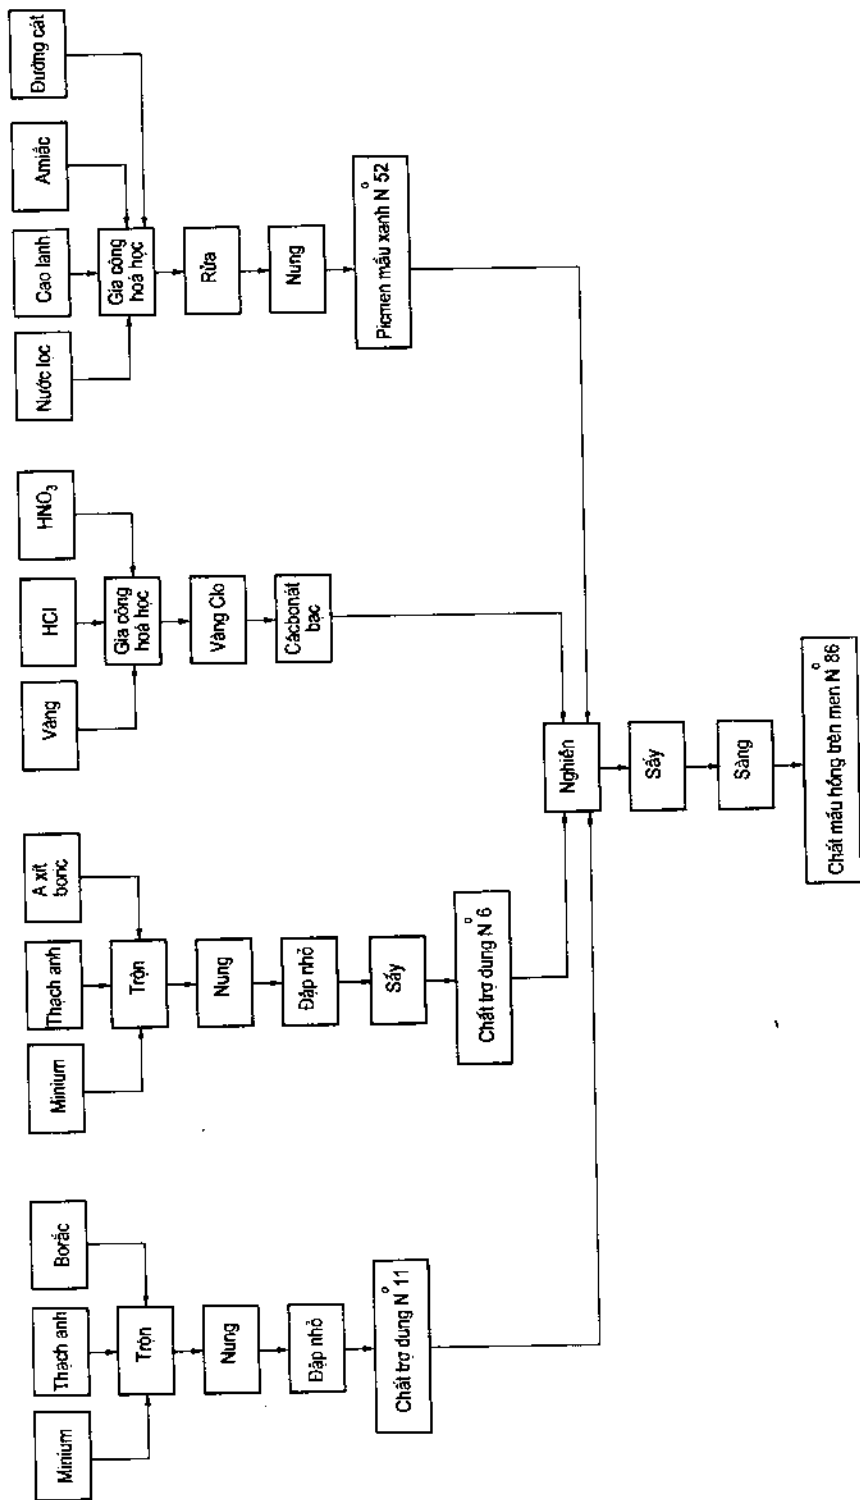 Minium
Thạch anh
Borắc
Trộn
Nung
Đập nhỏ
Chất trợ dung N° 11
Minium
Thạch anh
A xít
boric
Trộn
Nung
Đập nhỏ
Sấy
Chất trợ dung N° 6
Vàng
HCl
HNO₃
Gia công
hoá học
Vàng Clo
Cácbonát
bạc
Nước lọc
Cao lanh
Amiắc
Đường cát
Gia công
hoá học
Rửa
Nung
Picmen mầu xanh N° 52
Nghiền
Sấy
Sàng
Chất mầu hồng trên men N° 86